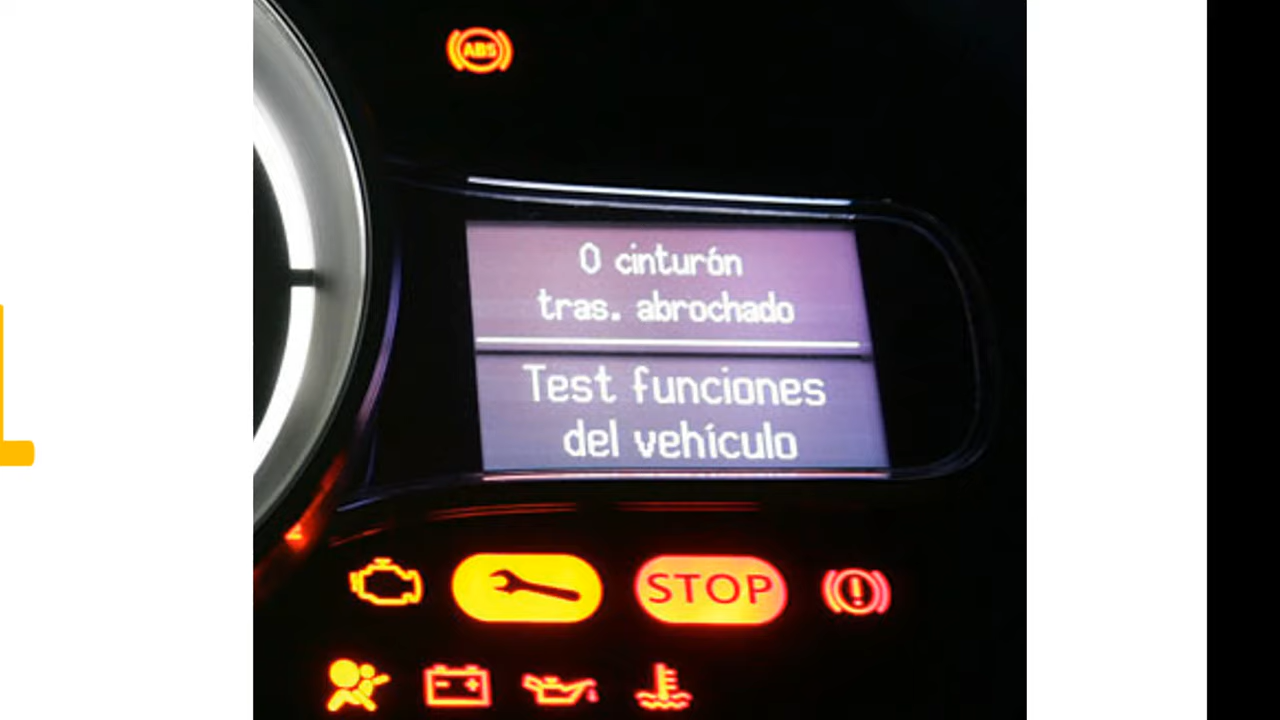 ABS
0 cinturón
tras. abrochado
Test funciones
del vehículo
STOP